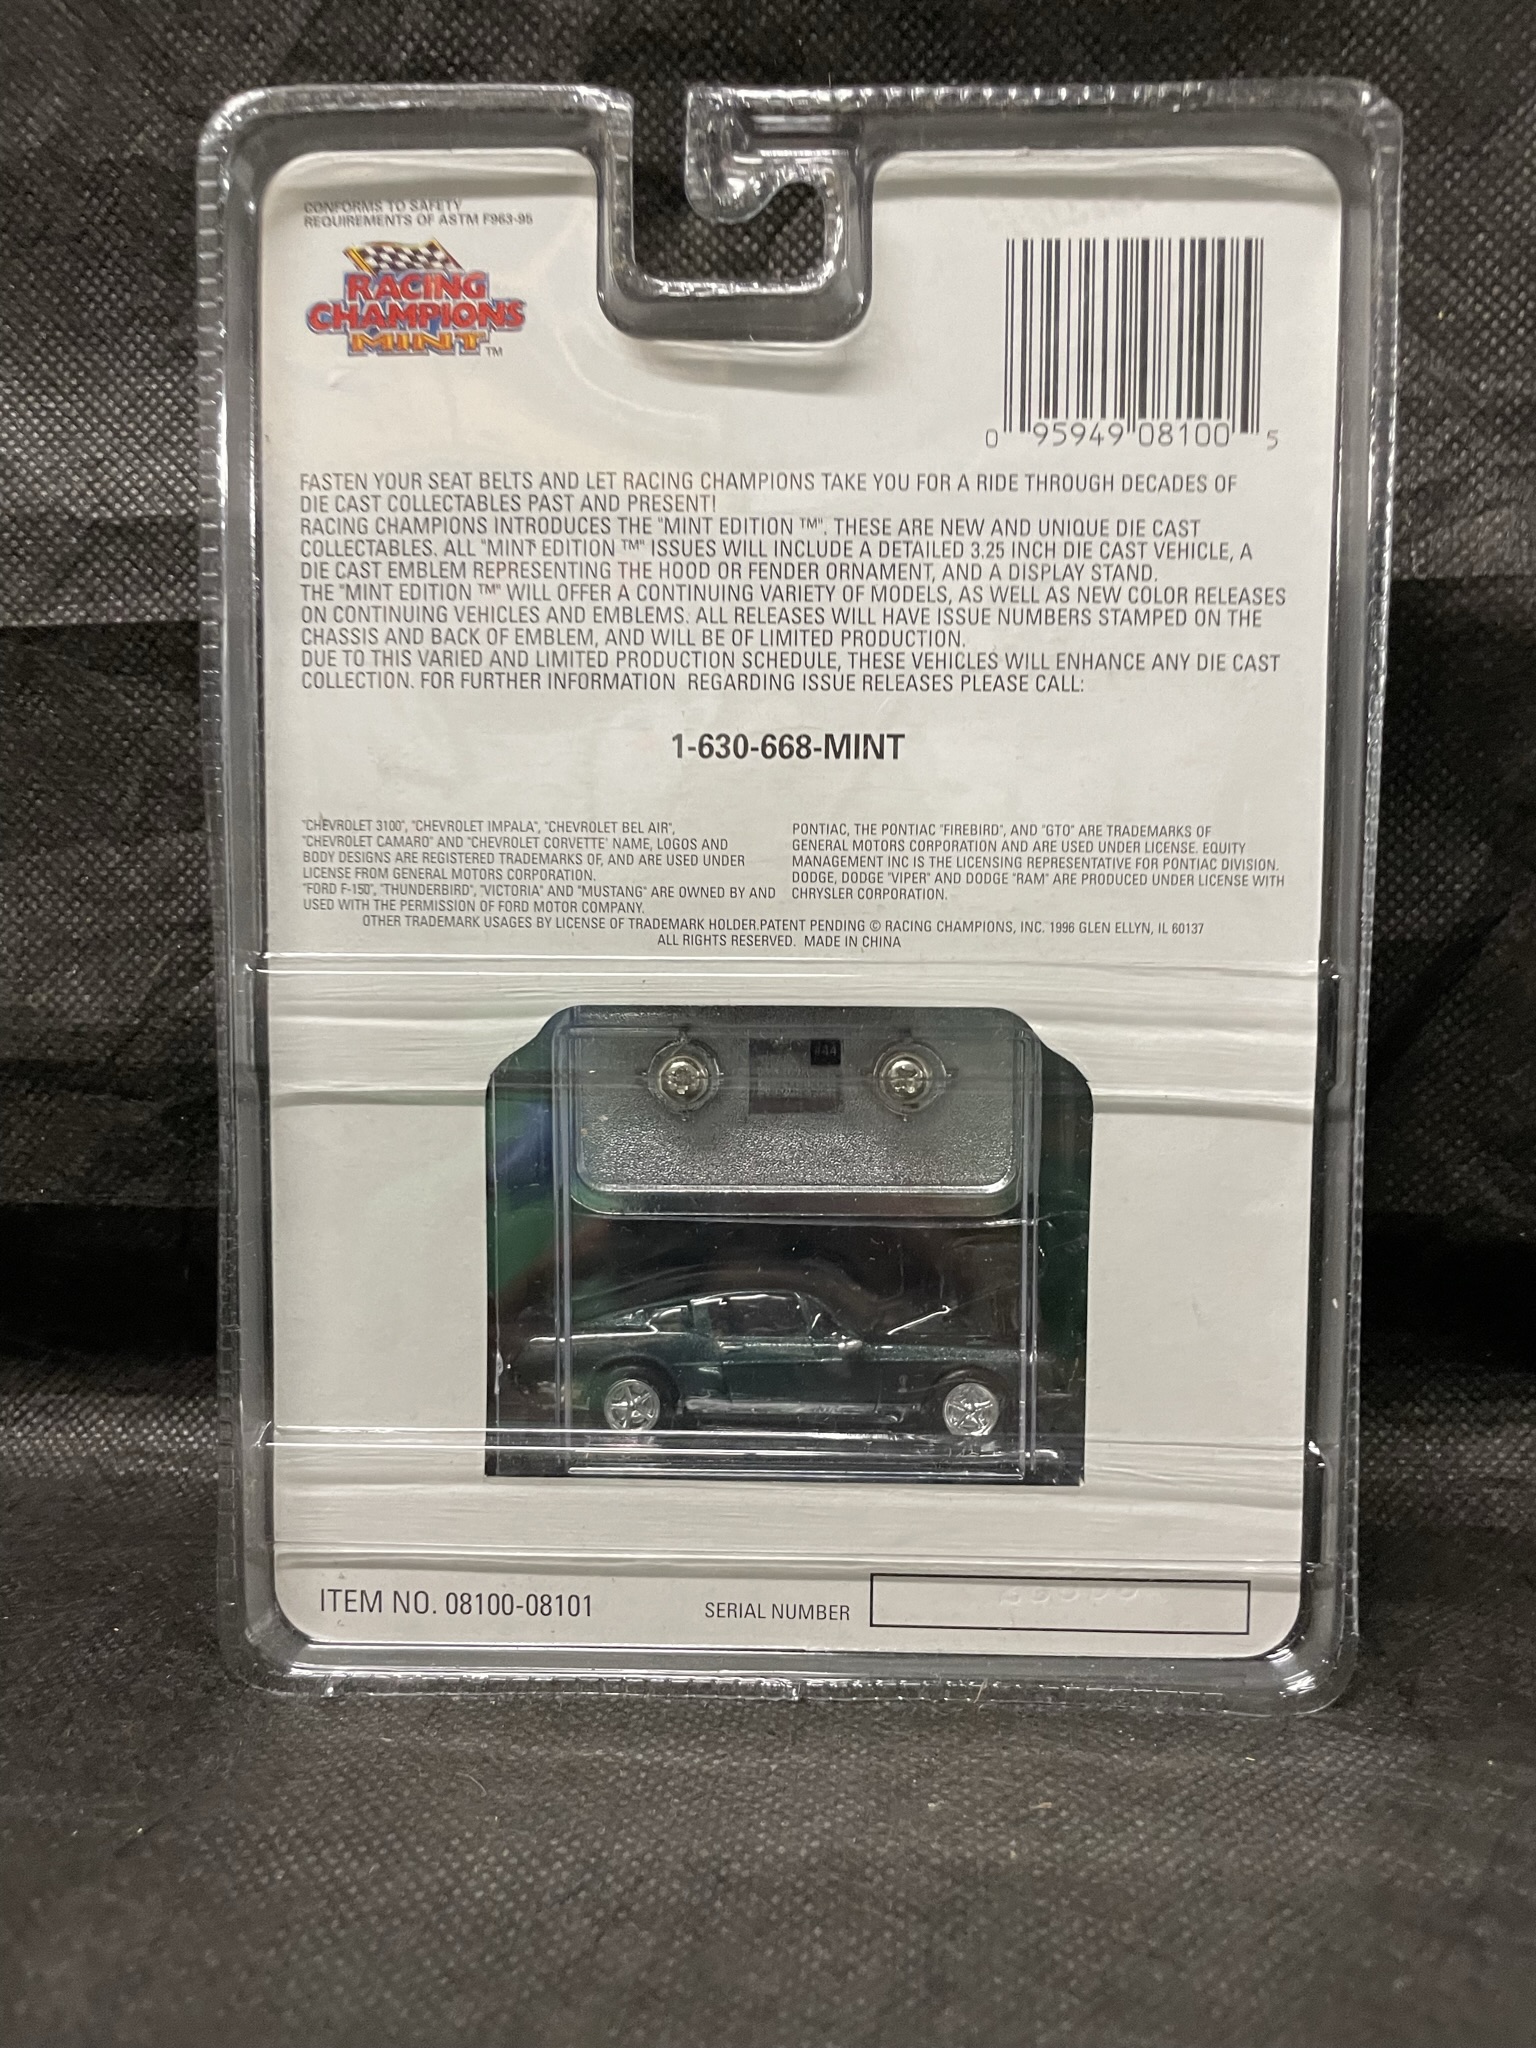 CONFORMS TO SAFETY
REQUIREMENTS OF ASTM F963-95
RACING
CHAMPIONS
MINT™
0 95949 08100 5
FASTEN YOUR SEAT BELTS AND LET RACING CHAMPIONS TAKE YOU FOR A RIDE THROUGH DECADES OF
DIE CAST COLLECTABLES PAST AND PRESENT!
RACING CHAMPIONS INTRODUCES THE "MINT EDITION ™". THESE ARE NEW AND UNIQUE DIE CAST
COLLECTABLES. ALL "MINT EDITION ™" ISSUES WILL INCLUDE A DETAILED 3.25 INCH DIE CAST VEHICLE, A
DIE CAST EMBLEM REPRESENTING THE HOOD OR FENDER ORNAMENT, AND A DISPLAY STAND.
THE "MINT EDITION ™" WILL OFFER A CONTINUING VARIETY OF MODELS, AS WELL AS NEW COLOR RELEASES
ON CONTINUING VEHICLES AND EMBLEMS. ALL RELEASES WILL HAVE ISSUE NUMBERS STAMPED ON THE
CHASSIS AND BACK OF EMBLEM, AND WILL BE OF LIMITED PRODUCTION.
DUE TO THIS VARIED AND LIMITED PRODUCTION SCHEDULE, THESE VEHICLES WILL ENHANCE ANY DIE CAST
COLLECTION. FOR FURTHER INFORMATION REGARDING ISSUE RELEASES PLEASE CALL:
1-630-668-MINT
"CHEVROLET 3100", "CHEVROLET IMPALA", "CHEVROLET BEL AIR",
"CHEVROLET CAMARO" AND "CHEVROLET CORVETTE" NAME, LOGOS AND
BODY DESIGNS ARE REGISTERED TRADEMARKS OF, AND ARE USED UNDER
LICENSE FROM GENERAL MOTORS CORPORATION.
"FORD F-150", "THUNDERBIRD", "VICTORIA" AND "MUSTANG" ARE OWNED BY AND
USED WITH THE PERMISSION OF FORD MOTOR COMPANY.
PONTIAC, THE PONTIAC "FIREBIRD", AND "GTO" ARE TRADEMARKS OF
GENERAL MOTORS CORPORATION AND ARE USED UNDER LICENSE. EQUITY
MANAGEMENT INC IS THE LICENSING REPRESENTATIVE FOR PONTIAC DIVISION.
DODGE, DODGE "VIPER" AND DODGE "RAM" ARE PRODUCED UNDER LICENSE WITH
CHRYSLER CORPORATION.
OTHER TRADEMARK USAGES BY LICENSE OF TRADEMARK HOLDER.PATENT PENDING © RACING CHAMPIONS, INC. 1996 GLEN ELLYN, IL 60137
ALL RIGHTS RESERVED. MADE IN CHINA
#44
ITEM NO. 08100-08101
SERIAL NUMBER